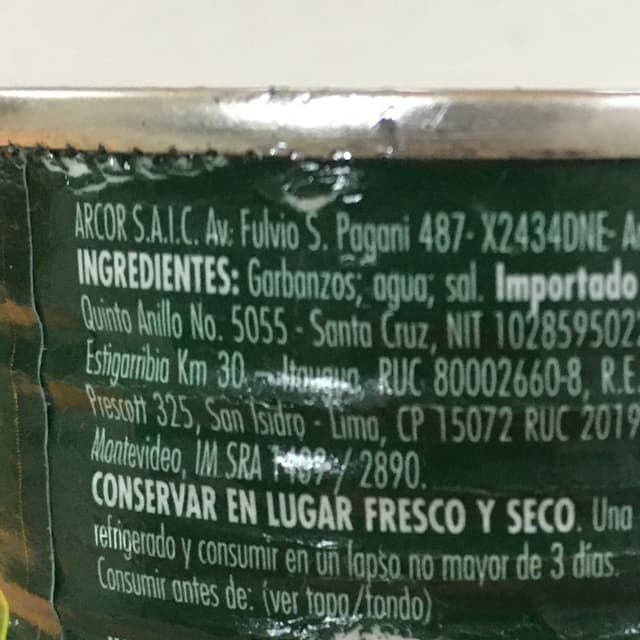 ARCOR S.A.I.C. Av. Fulvio S. Pagani 487- X2434DNE-
INGREDIENTES: Garbanzos; agua; sal. Importado
Quinto Anillo No. 5055 - Santa Cruz, NIT 1028595022
Estigarribia Km 30 - Itaugua, RUC 80002660-8, R.E.
Prescott 325, San Isidro - Lima, CP 15072 RUC 2019
Montevideo, IM SRA / 2890.
CONSERVAR EN LUGAR FRESCO Y SECO. Una
refrigerado y consumir en un lapso no mayor de 3 días.
Consumir antes de: (ver tapa/fondo)